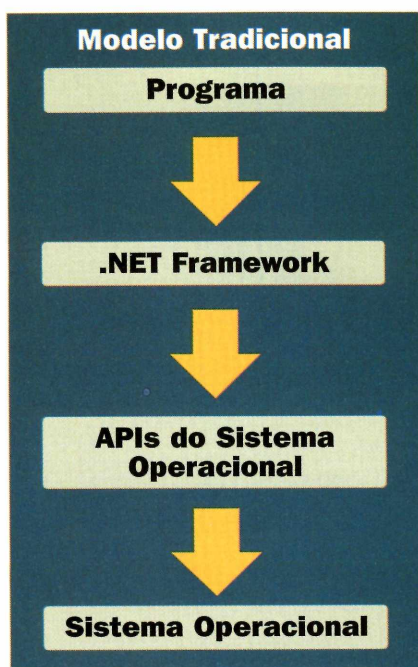 Modelo Tradicional
Programa
.NET Framework
APIs do Sistema
Operacional
Sistema Operacional